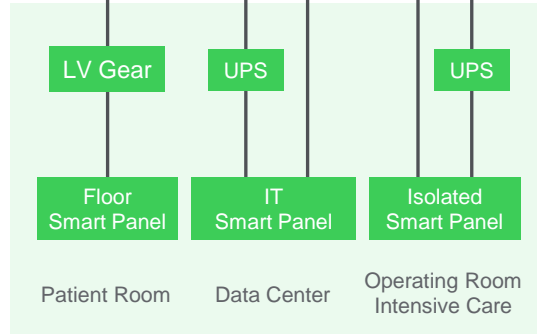 LV Gear
UPS
UPS
Floor
Smart Panel
IT
Smart Panel
Isolated
Smart Panel
Patient Room
Data Center
Operating Room
Intensive Care